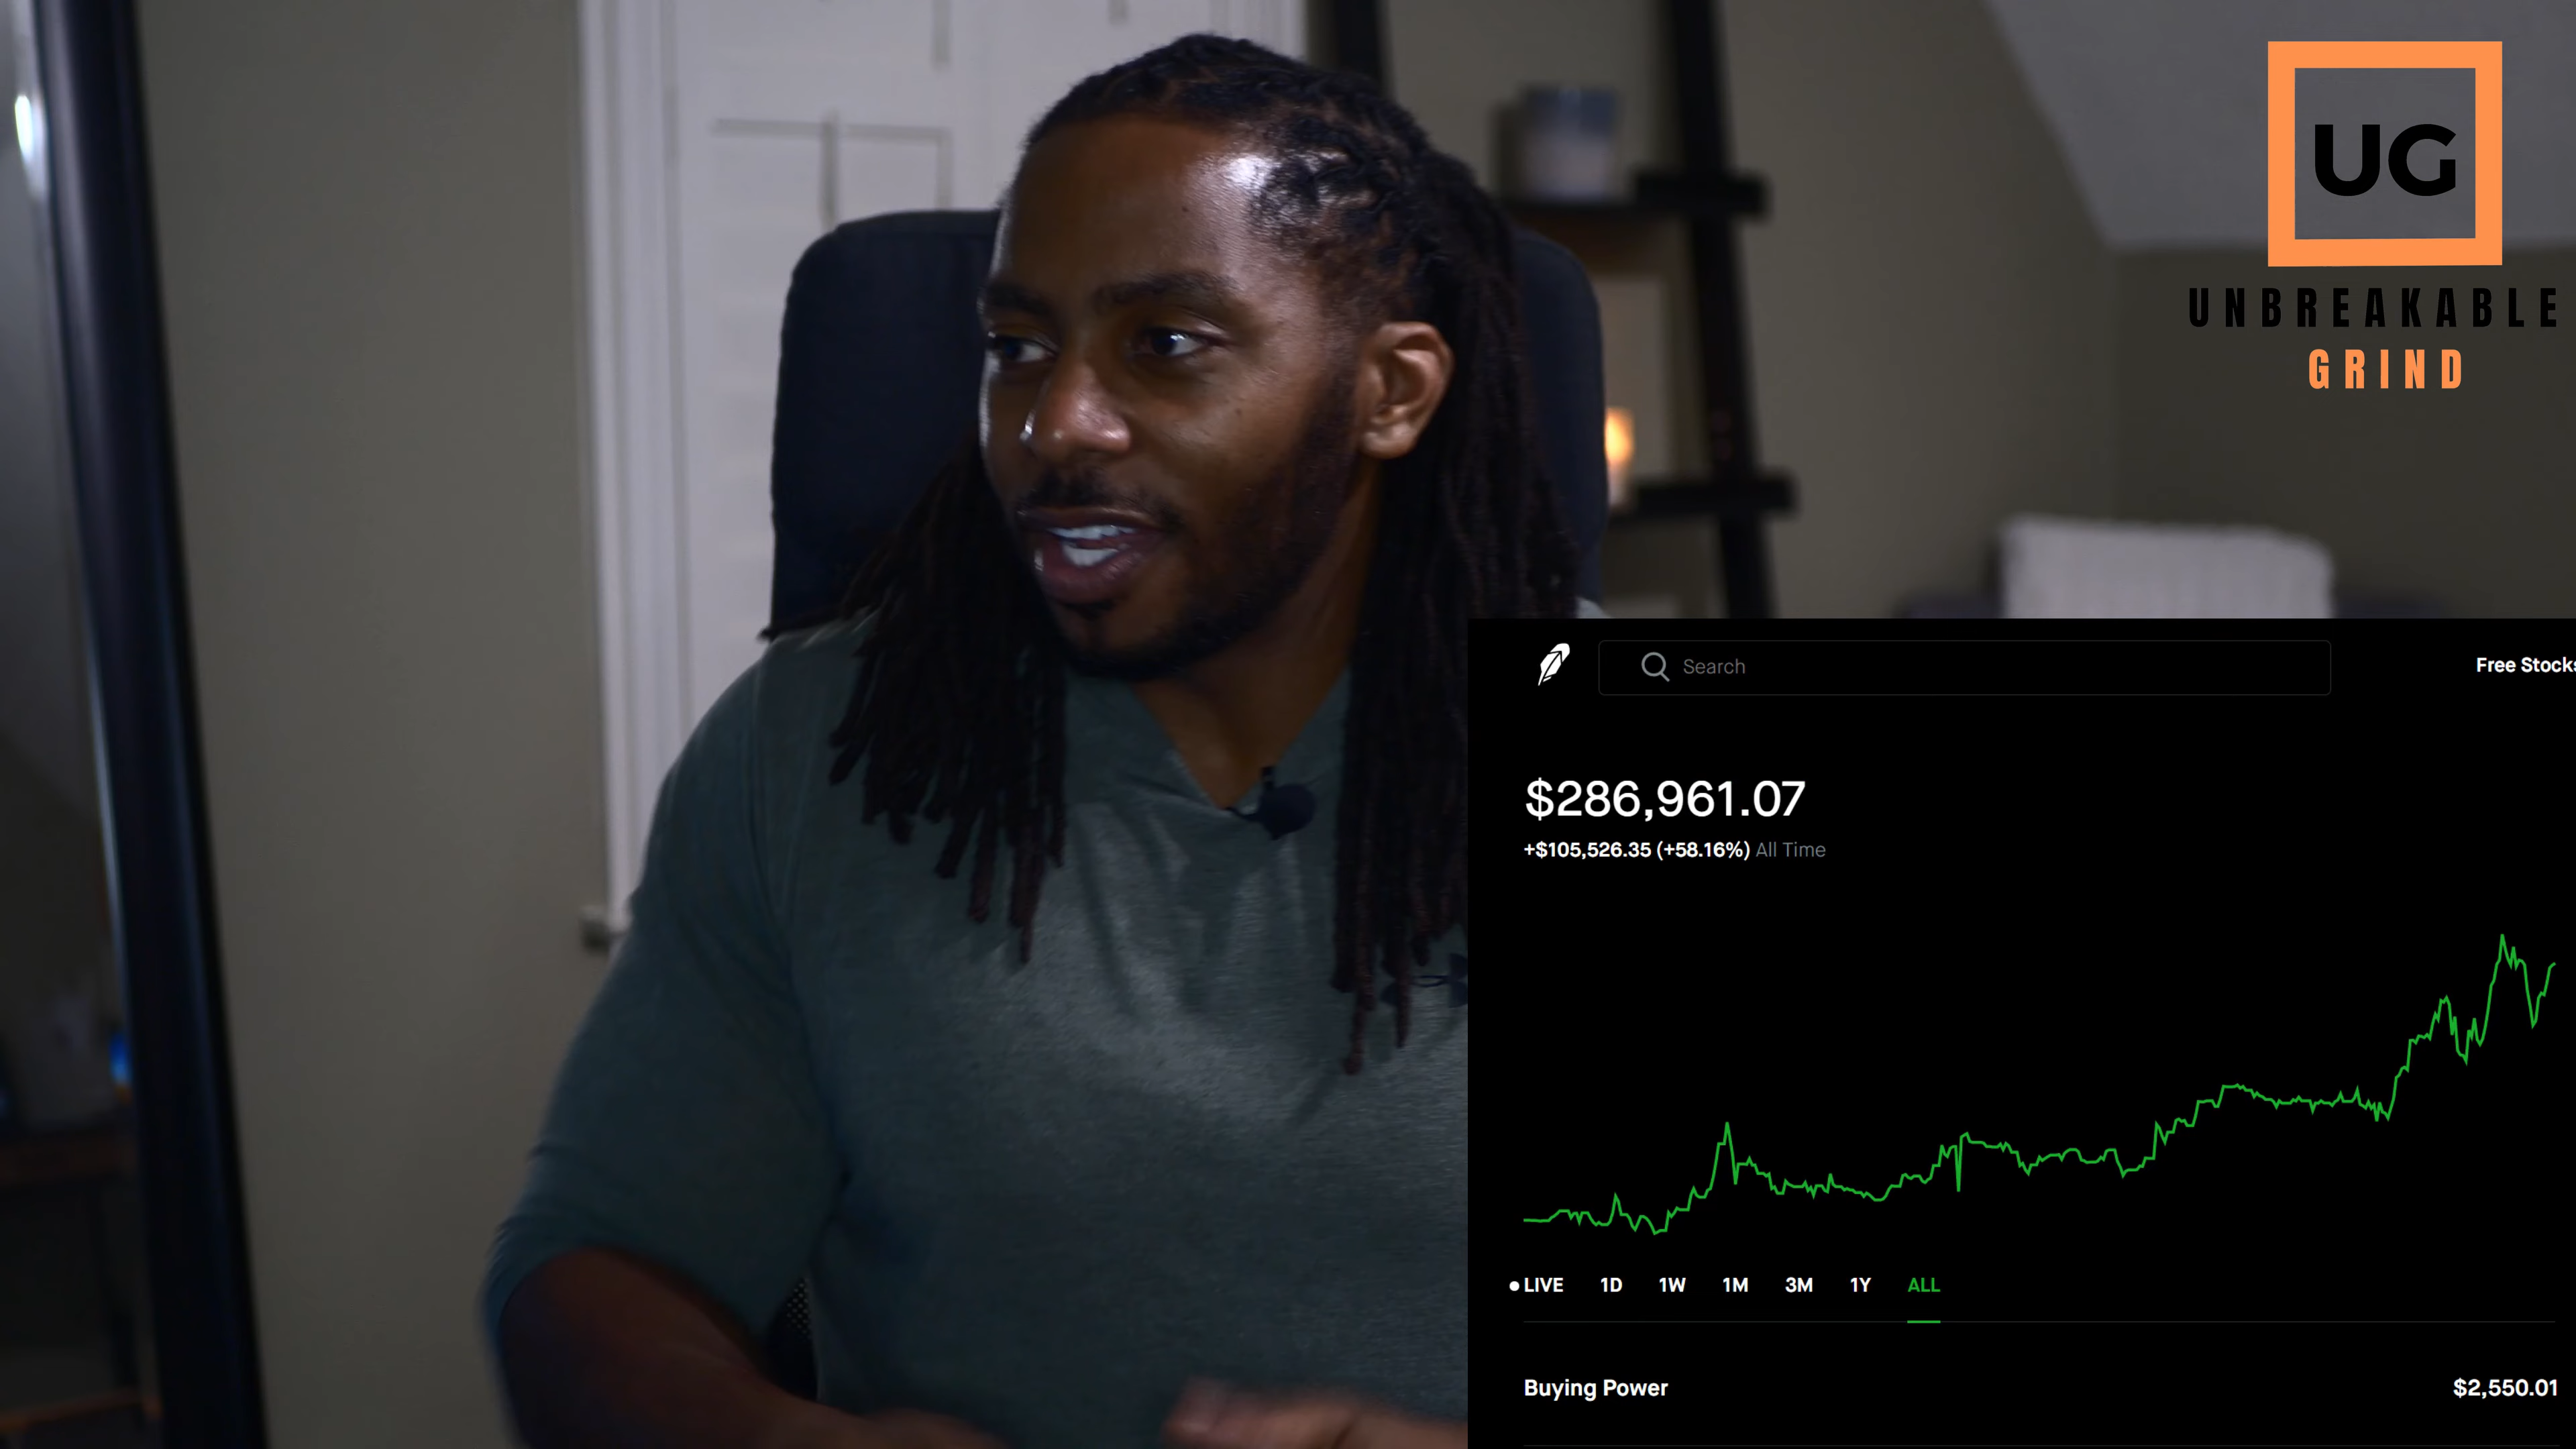 UG
UNBREAKABLE
GRIND
Search
Free Stocks
$286,961.07
+$105,526.35 (+58.16%) All Time
LIVE 1D 1W 1M 3M 1Y ALL
Buying Power $2,550.01